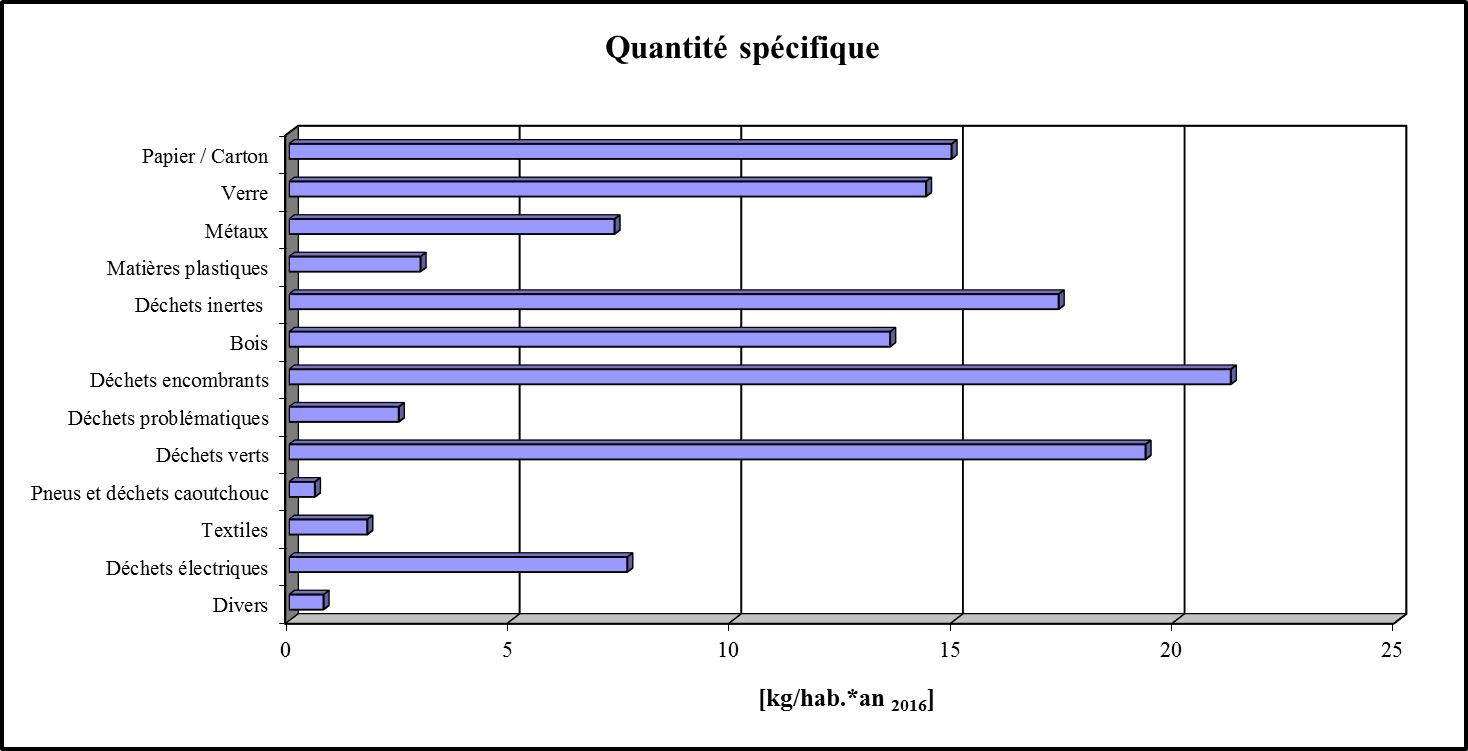 Quantité spécifique
Papier / Carton
Verre
Métaux
Matières plastiques
Déchets inertes
Bois
Déchets encombrants
Déchets problématiques
Déchets verts
Pneus et déchets caoutchouc
Textiles
Déchets électriques
Divers
0 5 10 15 20 25
[kg/hab.*an 2016]